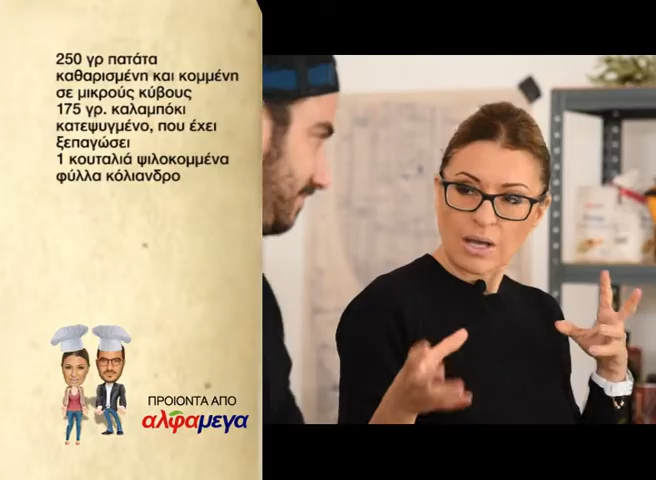 250 γρ πατάτα
καθαρισμένη και κομμένη
σε μικρούς κύβους
175 γρ. καλαμπόκι
κατεψυγμένο, που έχει
ξεπαγώσει
1 κουταλιά ψιλοκομμένα
φύλλα κόλιανδρο
ΠΡΟΙΟΝΤΑ ΑΠΟ
αλφαμεγα